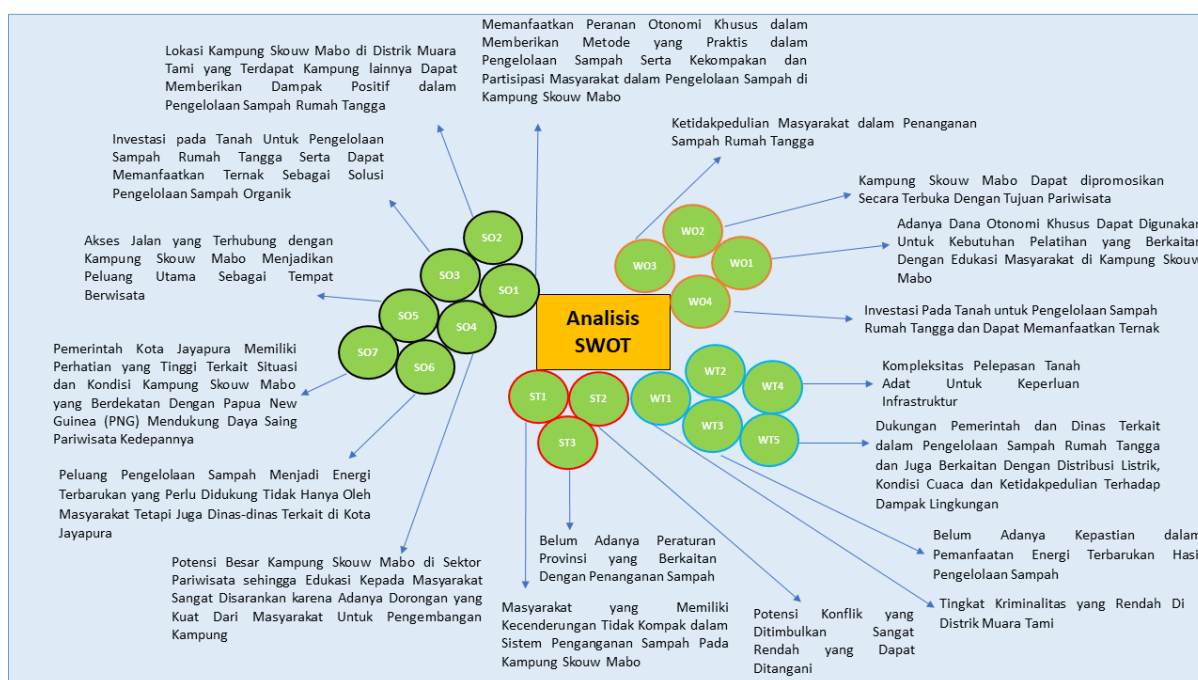 Lokasi Kampung Skouw Mabo di Distrik Muara
Tami yang Terdapat Kampung lainnya Dapat
Memberikan Dampak Positif dalam
Pengelolaan Sampah Rumah Tangga
Memanfaatkan Peranan Otonomi Khusus dalam
Memberikan Metode yang Praktis dalam
Pengelolaan Sampah Serta Kekompakan dan
Partisipasi Masyarakat dalam Pengelolaan Sampah di
Kampung Skouw Mabo
Investasi pada Tanah Untuk Pengelolaan
Sampah Rumah Tangga Serta Dapat
Memanfaatkan Ternak Sebagai Solusi
Pengelolaan Sampah Organik
Akses Jalan yang Terhubung dengan
Kampung Skouw Mabo Menjadikan
Peluang Utama Sebagai Tempat
Berwisata
Pemerintah Kota Jayapura Memiliki
Perhatian yang Tinggi Terkait Situasi
dan Kondisi Kampung Skouw Mabo
yang Berdekatan Dengan Papua New
Guinea (PNG) Mendukung Daya Saing
Pariwisata Kedepannya
Peluang Pengelolaan Sampah Menjadi Energi
Terbarukan yang Perlu Didukung Tidak Hanya Oleh
Masyarakat Tetapi Juga Dinas-dinas Terkait di Kota
Jayapura
Potensi Besar Kampung Skouw Mabo di Sektor
Pariwisata sehingga Edukasi Kepada Masyarakat
Sangat Disarankan karena Adanya Dorongan yang
Kuat Dari Masyarakat Untuk Pengembangan
Kampung
SO2
SO3
SO1
SO5
SO4
SO7
SO6
Analisis
SWOT
Ketidakpedulian Masyarakat dalam Penanganan
Sampah Rumah Tangga
Kampung Skouw Mabo Dapat dipromosikan
Secara Terbuka Dengan Tujuan Pariwisata
Adanya Dana Otonomi Khusus Dapat Digunakan
Untuk Kebutuhan Pelatihan yang Berkaitan
Dengan Edukasi Masyarakat di Kampung Skouw
Mabo
Investasi Pada Tanah untuk Pengelolaan Sampah
Rumah Tangga dan Dapat Memanfaatkan Ternak
WO2
WO3
WO1
WO4
ST1
ST2
ST3
WT1
WT2
WT4
WT3
WT5
Kompleksitas Pelepasan Tanah
Adat Untuk Keperluan
Infrastruktur
Dukungan Pemerintah dan Dinas Terkait
dalam Pengelolaan Sampah Rumah Tangga
dan Juga Berkaitan Dengan Distribusi Listrik,
Kondisi Cuaca dan Ketidakpedulian Terhadap
Dampak Lingkungan
Belum Adanya Kepastian dalam
Pemanfaatan Energi Terbarukan Hasi
Pengelolaan Sampah
Tingkat Kriminalitas yang Rendah Di
Distrik Muara Tami
Belum Adanya Peraturan
Provinsi yang Berkaitan
Dengan Penanganan Sampah
Masyarakat yang Memiliki
Kecenderungan Tidak Kompak dalam
Sistem Penganganan Sampah Pada
Kampung Skouw Mabo
Potensi Konflik yang
Ditimbulkan Sangat
Rendah yang Dapat
Ditangani